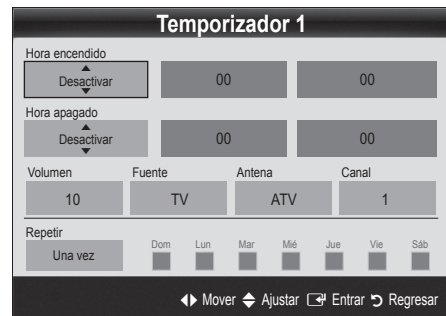 Temporizador 1
Hora encendido
Desactivar 00 00
Hora apagado
Desactivar 00 00
Volumen Fuente Antena Canal
10 TV ATV 1
Repetir
Una vez Dom Lun Mar Mié Jue Vie Sáb
Mover Ajustar Entrar Regresar